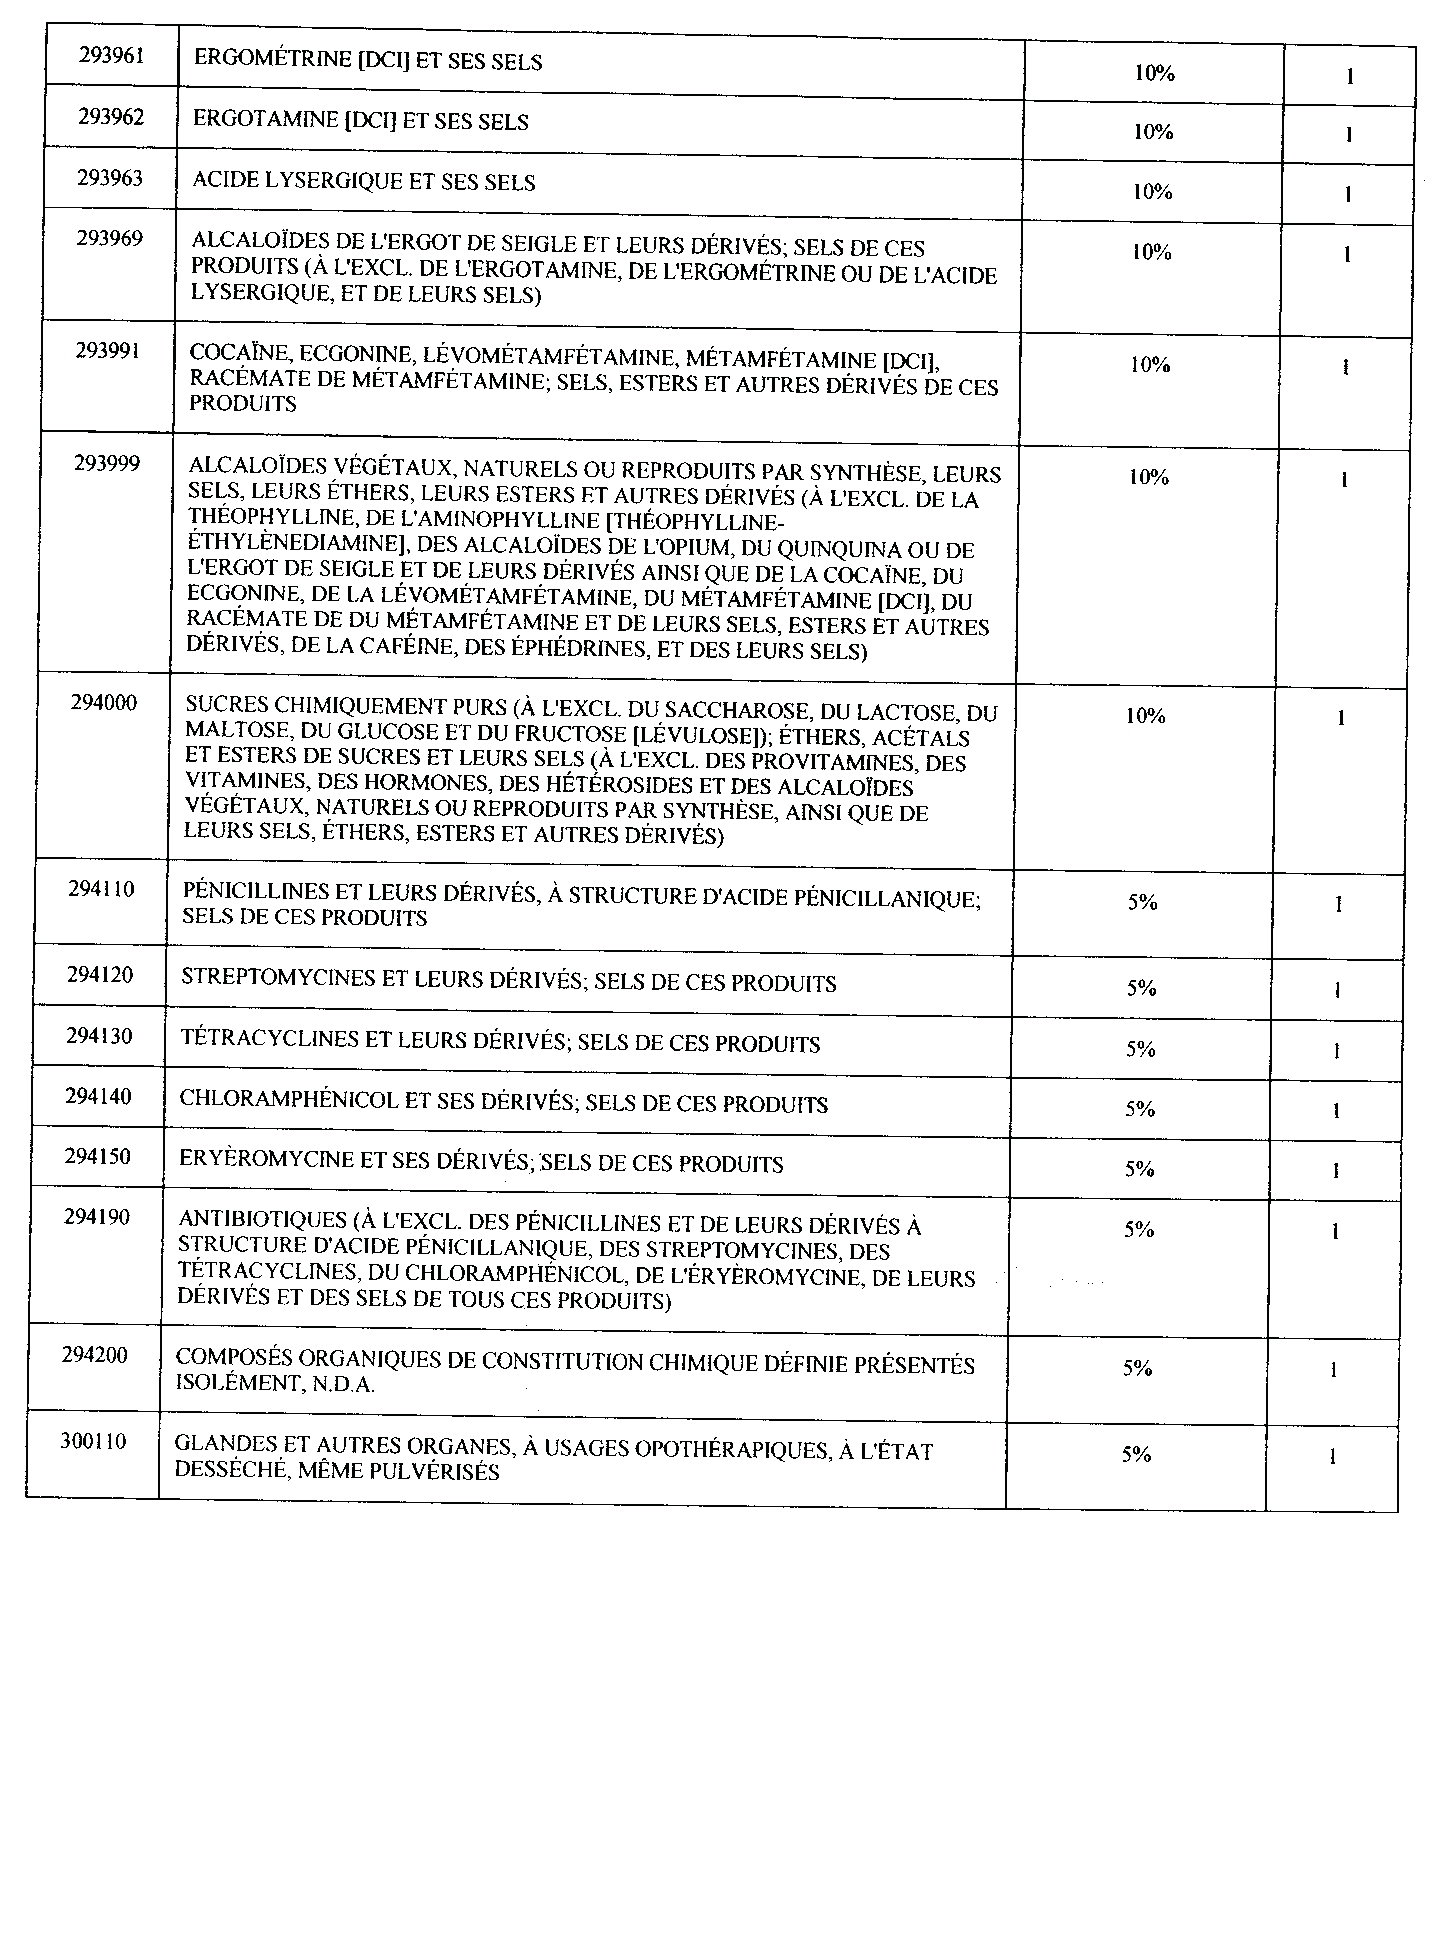 293961 ERGOMÉTRINE [DCI] ET SES SELS 10% 1
293962 ERGOTAMINE [DCI] ET SES SELS 10% 1
293963 ACIDE LYSERGIQUE ET SES SELS 10% 1
293969 ALCALOÏDES DE L'ERGOT DE SEIGLE ET LEURS DÉRIVÉS; SELS DE CES 10% 1
PRODUITS (À L'EXCL. DE L'ERGOTAMINE, DE L'ERGOMÉTRINE OU DE L'ACIDE
LYSERGIQUE, ET DE LEURS SELS)
293991 COCAÏNE, ECGONINE, LÉVOMÉTAMFÉTAMINE, MÉTAMFÉTAMINE [DCI], 10% 1
RACÉMATE DE MÉTAMFÉTAMINE; SELS, ESTERS ET AUTRES DÉRIVÉS DE CES
PRODUITS
293999 ALCALOÏDES VÉGÉTAUX, NATURELS OU REPRODUITS PAR SYNTHÈSE, LEURS 10% 1
SELS, LEURS ÉTHERS, LEURS ESTERS ET AUTRES DÉRIVÉS (À L'EXCL. DE LA
THÉOPHYLLINE, DE L'AMINOPHYLLINE [THÉOPHYLLINE-
ÉTHYLÈNEDIAMINE], DES ALCALOÏDES DE L'OPIUM, DU QUINQUINA OU DE
L'ERGOT DE SEIGLE ET DE LEURS DÉRIVÉS AINSI QUE DE LA COCAÏNE, DU
ECGONINE, DE LA LÉVOMÉTAMFÉTAMINE, DU MÉTAMFÉTAMINE [DCI], DU
RACÉMATE DE DU MÉTAMFÉTAMINE ET DE LEURS SELS, ESTERS ET AUTRES
DÉRIVÉS, DE LA CAFÉINE, DES ÉPHÉDRINES, ET DES LEURS SELS)
294000 SUCRES CHIMIQUEMENT PURS (À L'EXCL. DU SACCHAROSE, DU LACTOSE, DU 10% 1
MALTOSE, DU GLUCOSE ET DU FRUCTOSE [LÉVULOSE]); ÉTHERS, ACÉTALS
ET ESTERS DE SUCRES ET LEURS SELS (À L'EXCL. DES PROVITAMINES, DES
VITAMINES, DES HORMONES, DES HÉTÉROSIDES ET DES ALCALOÏDES
VÉGÉTAUX, NATURELS OU REPRODUITS PAR SYNTHÈSE, AINSI QUE DE
LEURS SELS, ÉTHERS, ESTERS ET AUTRES DÉRIVÉS)
294110 PÉNICILLINES ET LEURS DÉRIVÉS, À STRUCTURE D'ACIDE PÉNICILLANIQUE; 5% 1
SELS DE CES PRODUITS
294120 STREPTOMYCINES ET LEURS DÉRIVÉS; SELS DE CES PRODUITS 5% 1
294130 TÉTRACYCLINES ET LEURS DÉRIVÉS; SELS DE CES PRODUITS 5% 1
294140 CHLORAMPHÉNICOL ET SES DÉRIVÉS; SELS DE CES PRODUITS 5% 1
294150 ERYÈROMYCINE ET SES DÉRIVÉS; SELS DE CES PRODUITS 5% 1
294190 ANTIBIOTIQUES (À L'EXCL. DES PÉNICILLINES ET DE LEURS DÉRIVÉS À 5% 1
STRUCTURE D'ACIDE PÉNICILLANIQUE, DES STREPTOMYCINES, DES
TÉTRACYCLINES, DU CHLORAMPHÉNICOL, DE L'ÉRYÈROMYCINE, DE LEURS
DÉRIVÉS ET DES SELS DE TOUS CES PRODUITS)
294200 COMPOSÉS ORGANIQUES DE CONSTITUTION CHIMIQUE DÉFINIE PRÉSENTÉS 5% 1
ISOLÉMENT, N.D.A.
300110 GLANDES ET AUTRES ORGANES, À USAGES OPOTHÉRAPIQUES, À L'ÉTAT 5% 1
DESSÉCHÉ, MÊME PULVÉRISÉS